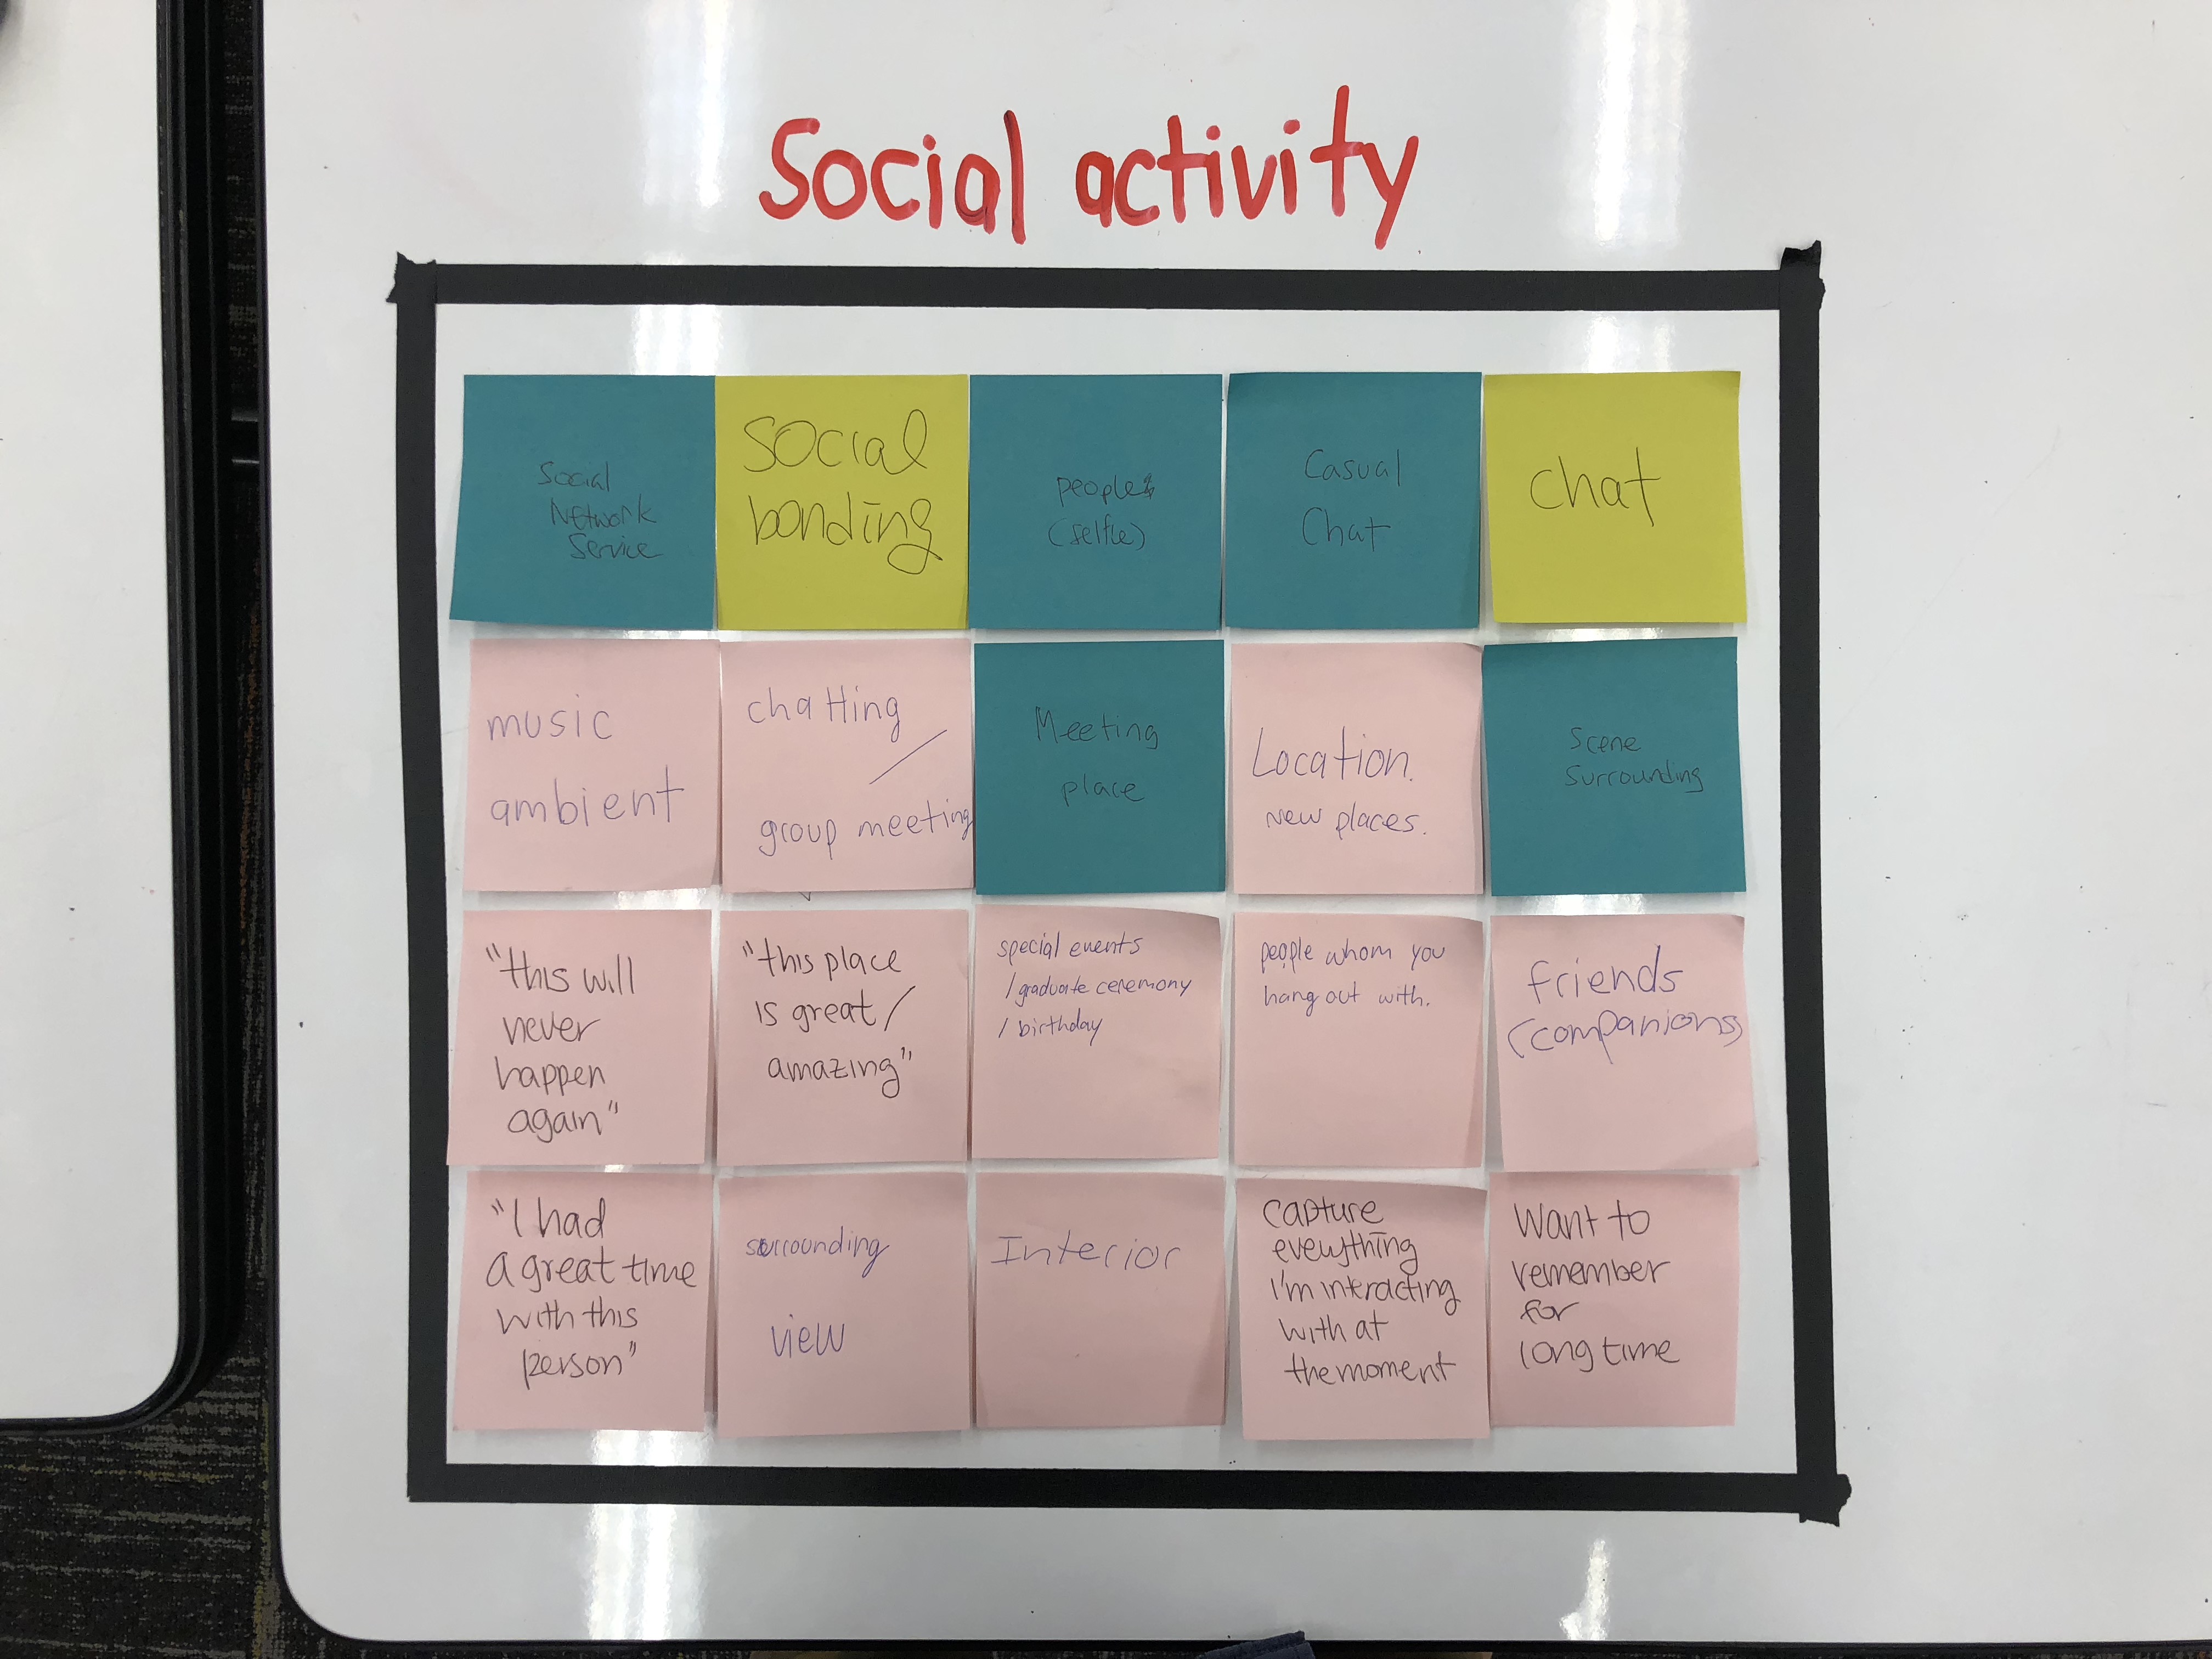 Social activity
Social
Network
Service
Social
bonding
people
(selfie)
Casual
Chat
Chat
music
ambient
chatting /
group meeting
Meeting
place
Location.
New places.
Scene
Surrounding
"this will
never
happen
again"
"this place
is great /
amazing"
special events
/graduate ceremony
/ birthday
people whom you
hang out with.
friends
(companions)
"I had
a great time
with this
person"
surrounding
view
Interior
capture
everything
I'm interacting
with at
the moment
Want to
remember
for
long time